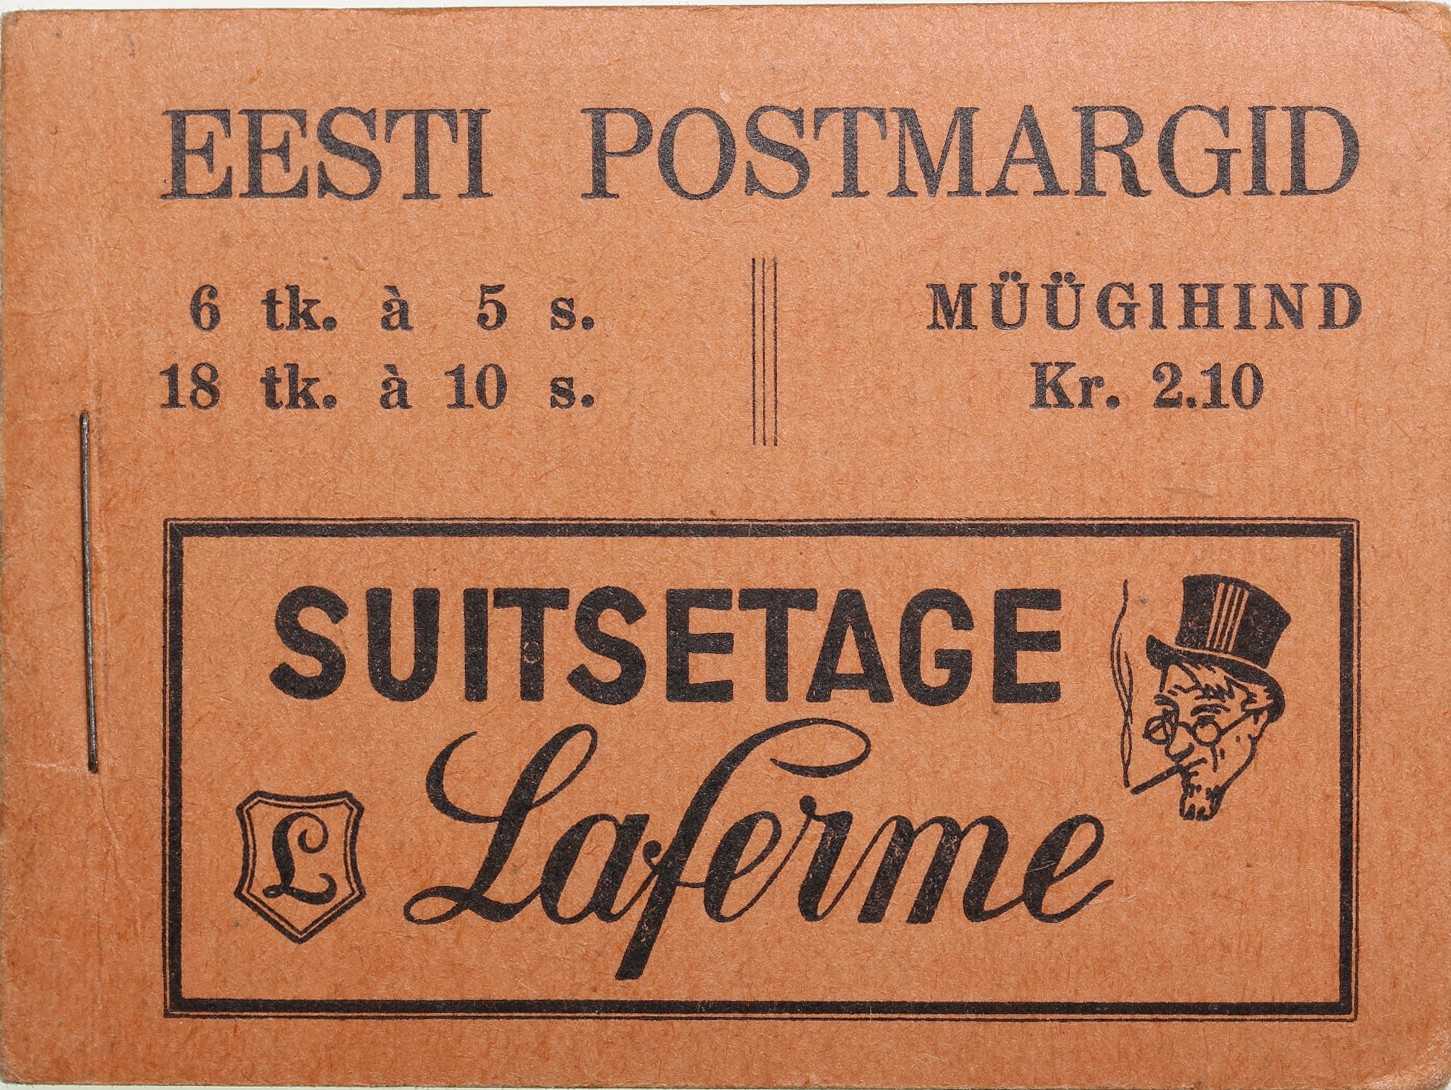 EESTI POSTMARGID
6 tk. à 5 s.
18 tk. à 10 s.
MÜÜGIHIND
Kr. 2.10
SUITSETAGE
Laferme
L